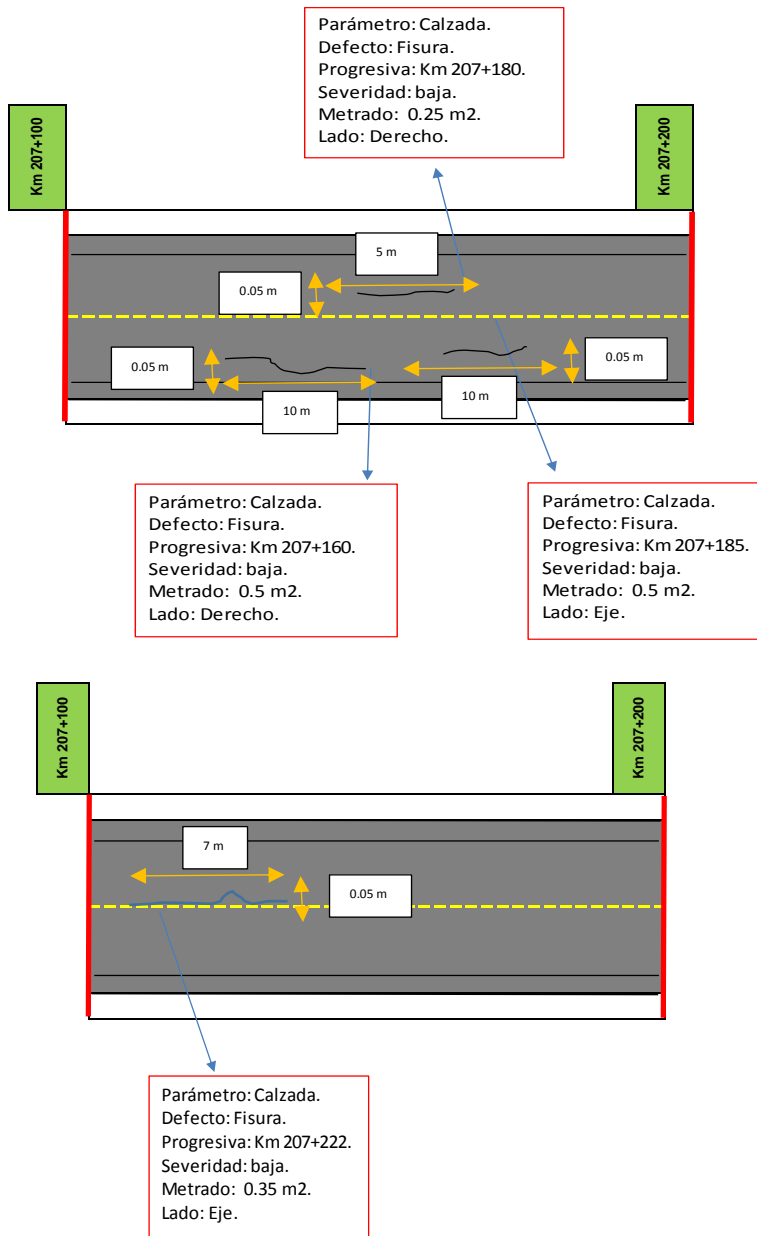 Parámetro: Calzada.
Defecto: Fisura.
Progresiva: Km 207+180.
Severidad: baja.
Metrado: 0.25 m2.
Lado: Derecho.
Km 207+100
Km 207+200
5 m
0.05 m
0.05 m
0.05 m
10 m
10 m
Parámetro: Calzada.
Defecto: Fisura.
Progresiva: Km 207+160.
Severidad: baja.
Metrado: 0.5 m2.
Lado: Derecho.
Parámetro: Calzada.
Defecto: Fisura.
Progresiva: Km 207+185.
Severidad: baja.
Metrado: 0.5 m2.
Lado: Eje.
Km 207+100
Km 207+200
7 m
0.05 m
Parámetro: Calzada.
Defecto: Fisura.
Progresiva: Km 207+222.
Severidad: baja.
Metrado: 0.35 m2.
Lado: Eje.